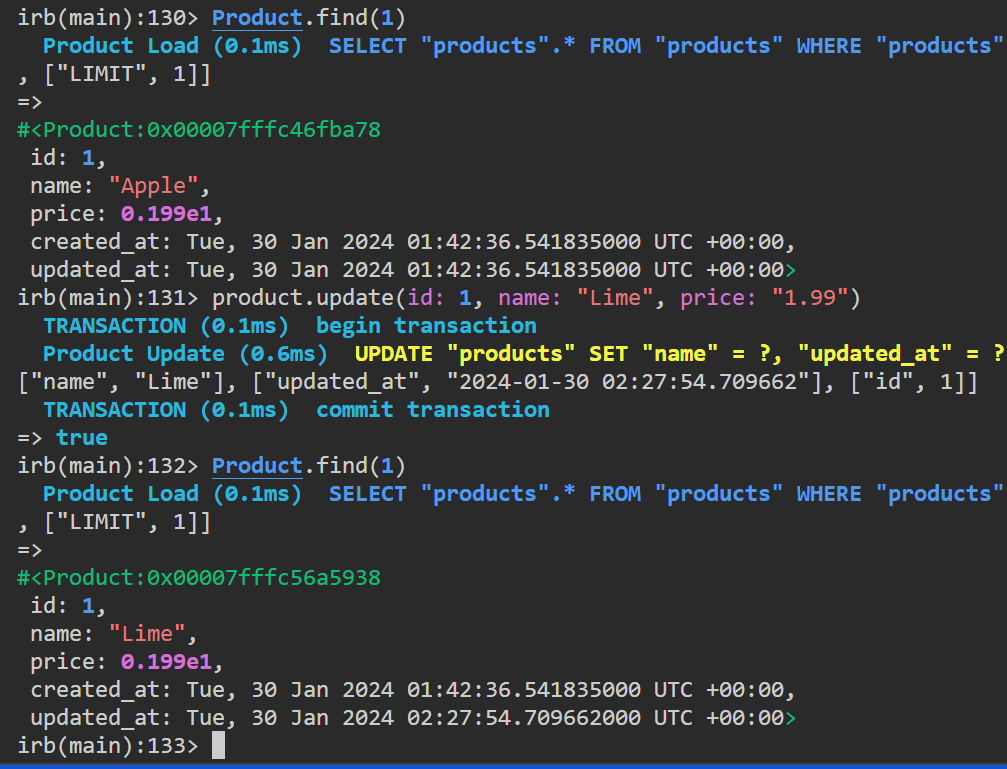 irb(main):130> Product.find(1)
  Product Load (0.1ms)  SELECT "products".* FROM "products" WHERE "products"
, ["LIMIT", 1]]
=>
#<Product:0x00007fffc46fba78
 id: 1,
 name: "Apple",
 price: 0.199e1,
 created_at: Tue, 30 Jan 2024 01:42:36.541835000 UTC +00:00,
 updated_at: Tue, 30 Jan 2024 01:42:36.541835000 UTC +00:00>
irb(main):131> product.update(id: 1, name: "Lime", price: "1.99")
  TRANSACTION (0.1ms)  begin transaction
  Product Update (0.6ms)  UPDATE "products" SET "name" = ?, "updated_at" = ?
["name", "Lime"], ["updated_at", "2024-01-30 02:27:54.709662"], ["id", 1]]
  TRANSACTION (0.1ms)  commit transaction
=> true
irb(main):132> Product.find(1)
  Product Load (0.1ms)  SELECT "products".* FROM "products" WHERE "products"
, ["LIMIT", 1]]
=>
#<Product:0x00007fffc56a5938
 id: 1,
 name: "Lime",
 price: 0.199e1,
 created_at: Tue, 30 Jan 2024 01:42:36.541835000 UTC +00:00,
 updated_at: Tue, 30 Jan 2024 02:27:54.709662000 UTC +00:00>
irb(main):133>